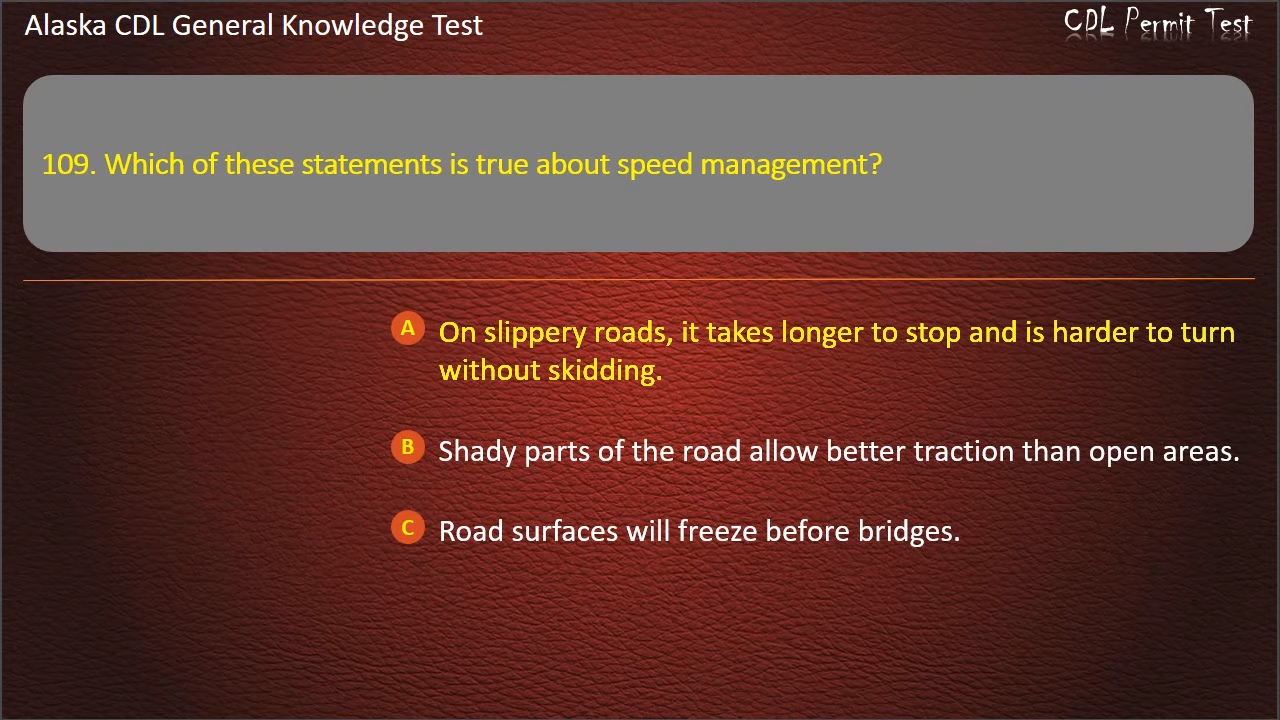 Alaska CDL General Knowledge Test
CDL Permit Test
109. Which of these statements is true about speed management?
A On slippery roads, it takes longer to stop and is harder to turn
without skidding.
B Shady parts of the road allow better traction than open areas.
C Road surfaces will freeze before bridges.